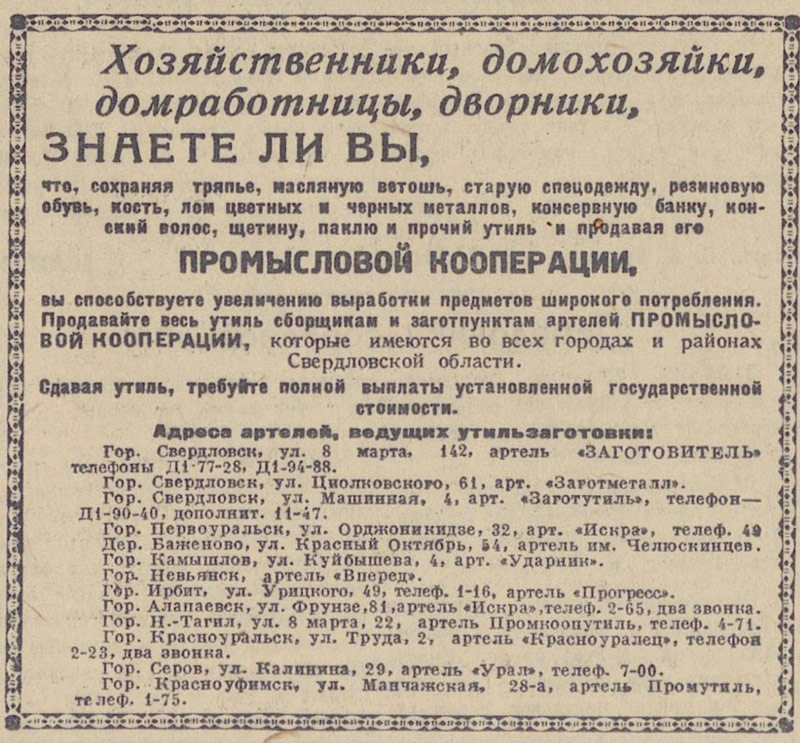 Хозяйственники, домохозяйки,
домработницы, дворники,
ЗНАЕТЕ ЛИ ВЫ,
что, сохраняя тряпье, масляную ветошь, старую спецодежду, резиновую
обувь, кость, лом цветных и черных металлов, консервную банку, кон-
ский волос, щетину, паклю и прочий утиль и продавая его
ПРОМЫСЛОВОЙ КООПЕРАЦИИ,
вы способствуете увеличению выработки предметов широкого потребления.
Продавайте весь утиль сборщикам и заготпунктам артелей ПРОМЫСЛО-
ВОЙ КООПЕРАЦИИ, которые имеются во всех городах и районах
Свердловской области.
Сдавая утиль, требуйте полной выплаты установленной государственной
стоимости.
Адреса артелей, ведущих утильзаготовки:
Гор. Свердловск, ул. 8 марта, 142, артель «ЗАГОТОВИТЕЛЬ»
телефоны Д1-77-28, Д1-94-88.
Гор. Свердловск, ул. Циолковского, 61, арт. «Заготметалл».
Гор. Свердловск, ул. Машинная, 4, арт. «Заготутиль», телефон—
Д1-90-40, дополнит. 11-47.
Гор. Первоуральск, ул. Орджоникидзе, 32, арт. «Искра», телеф. 49
Дер. Баженово, ул. Красный Октябрь, 54, артель им. Челюскинцев.
Гор. Камышлов, ул. Куйбышева, 4, арт. «Ударник».
Гор. Невьянск, артель «Вперед».
Гор. Ирбит, ул. Урицкого, 49, телеф. 1-16, артель «Прогресс».
Гор. Алапаевск, ул. Фрунзе,81,артель «Искра»,телеф. 2-65, два звонка.
Гор. Н.-Тагил, ул. 8 марта, 22, артель Промкоопутиль, телеф. 4-71.
Гор. Красноуральск, ул. Труда, 2, артель «Красноуралец», телефон
2-23, два звонка.
Гор. Серов, ул. Калинина, 29, артель «Урал», телеф. 7-00.
Гор. Красноуфимск, ул. Манчажская, 28-а, артель Промутиль,
телеф. 1-75.